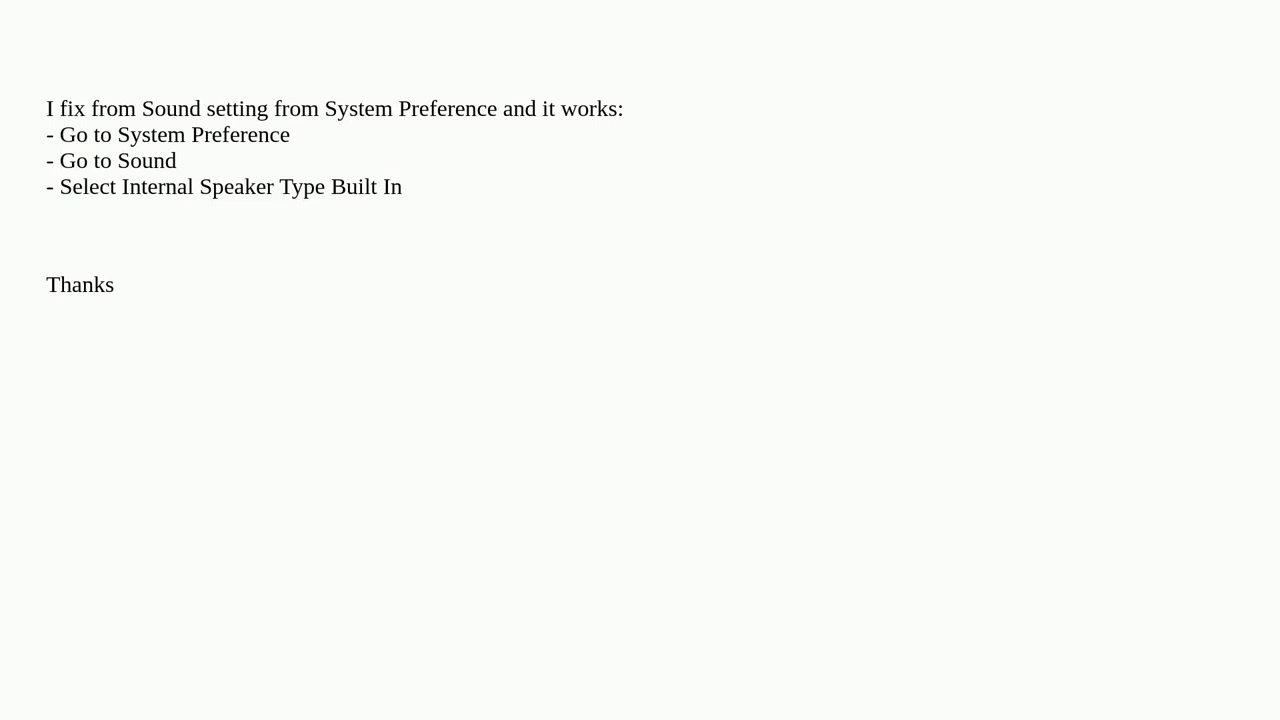 I fix from Sound setting from System Preference and it works:
- Go to System Preference
- Go to Sound
- Select Internal Speaker Type Built In
Thanks